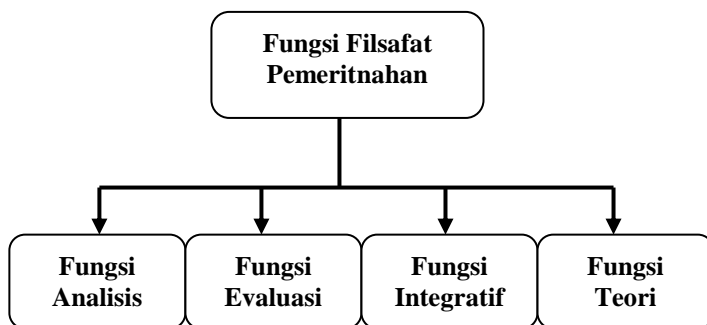 Fungsi Filsafat
Pemeritnahan
Fungsi
Analisis
Fungsi
Evaluasi
Fungsi
Integratif
Fungsi
Teori